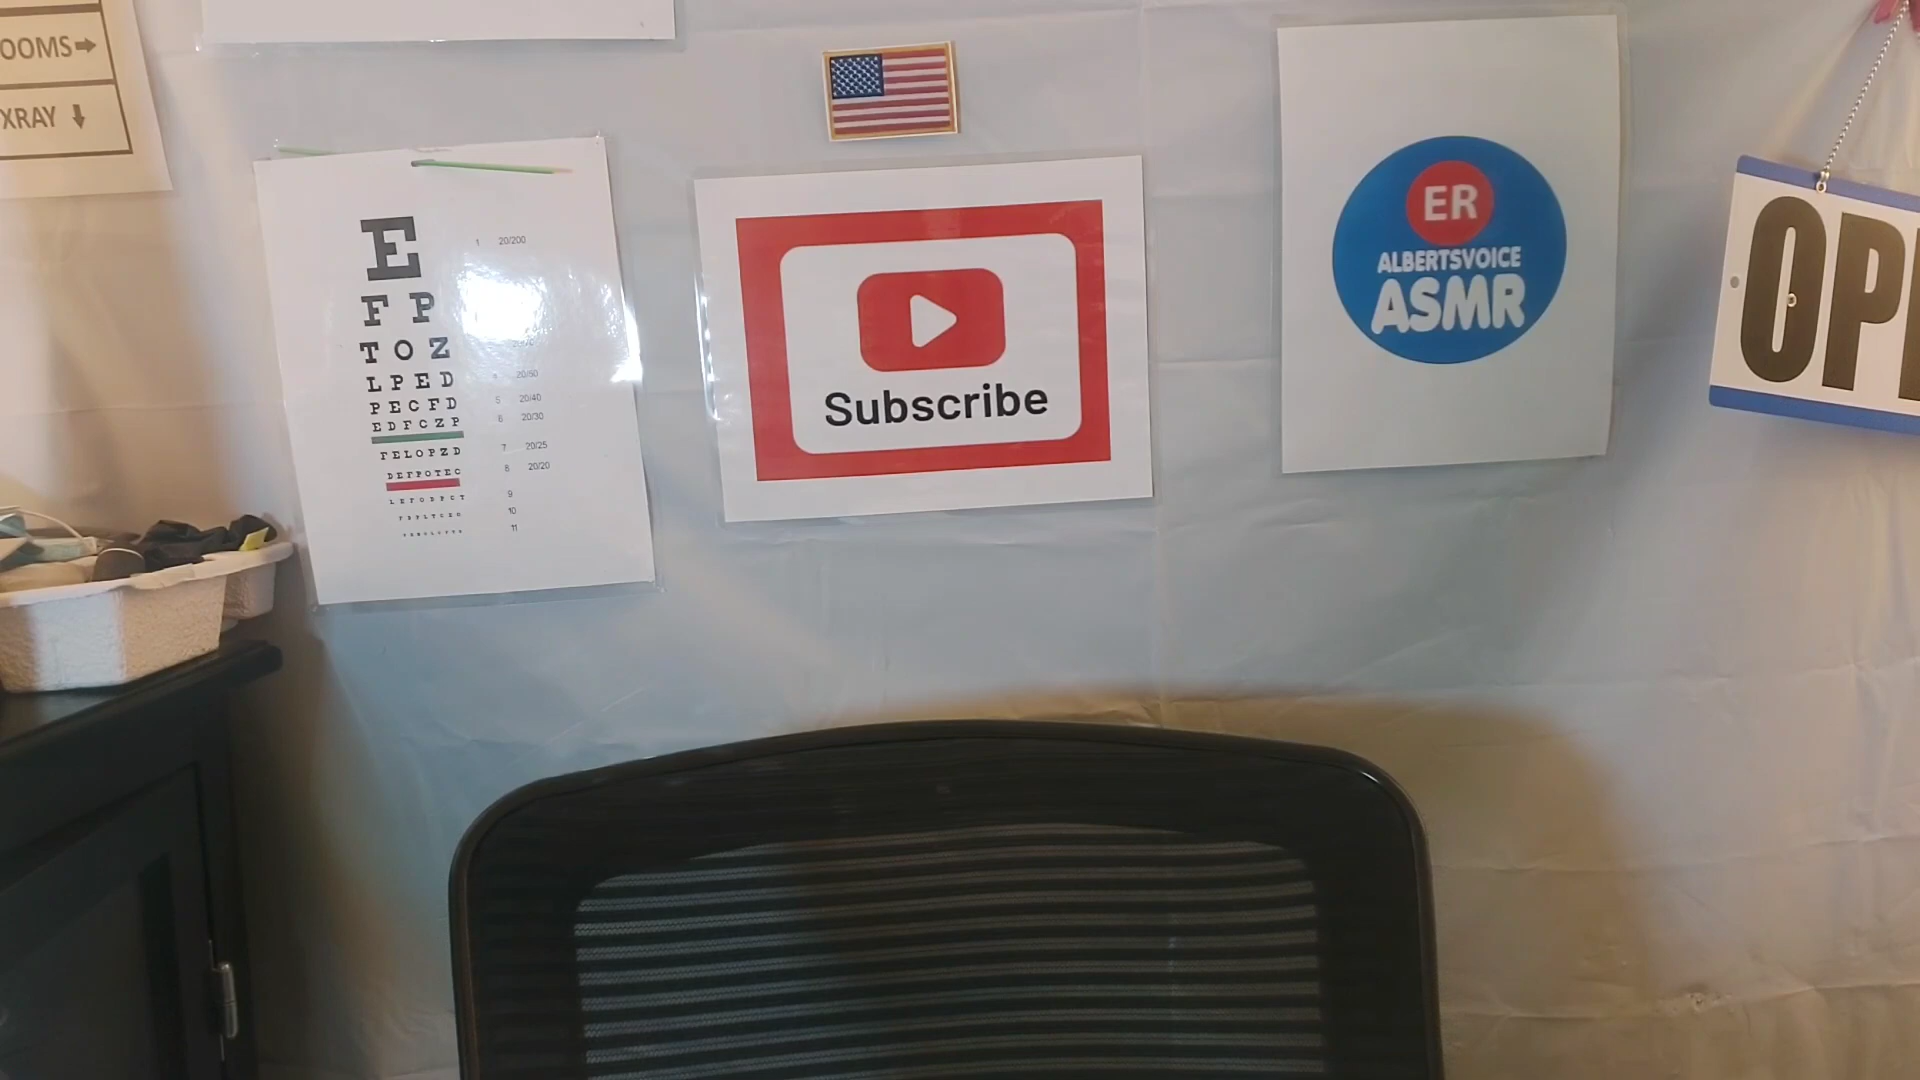 OOMS
XRAY
E
1 20/200
F P
T O Z
L P E D
20/50
P E C F D
5 20/40
E D F C Z P
6 20/30
F E L O P Z D
7 20/25
D E F P O T E C
8 20/20
L E F O D P C T
9
10
11
Subscribe
ER
ALBERTSVOICE
ASMR
OPE